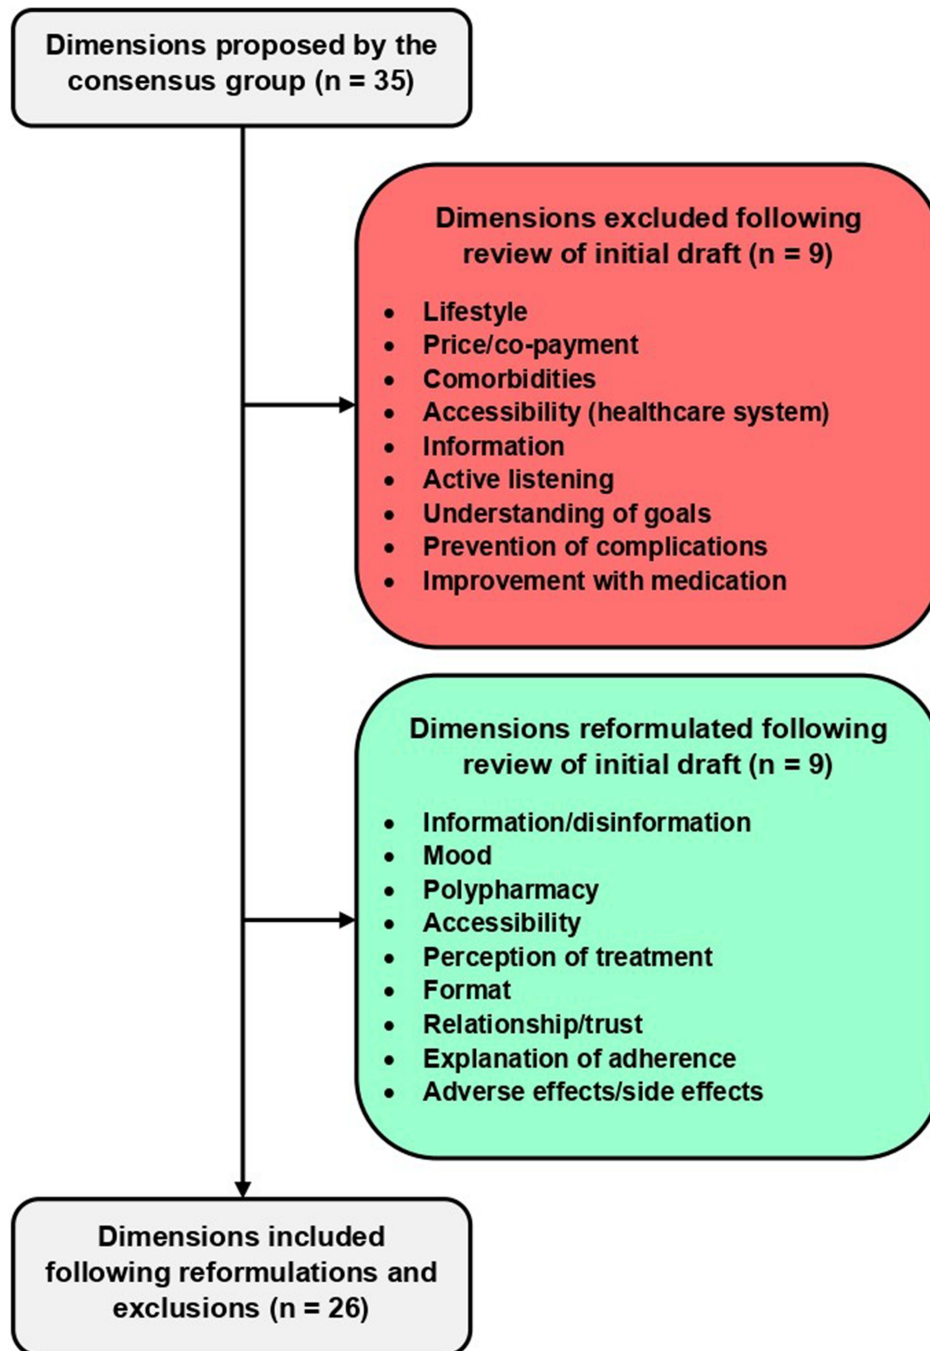 Dimensions proposed by the
consensus group (n = 35)
Dimensions excluded following
review of initial draft (n = 9)
• Lifestyle
• Price/co-payment
• Comorbidities
• Accessibility (healthcare system)
• Information
• Active listening
• Understanding of goals
• Prevention of complications
• Improvement with medication
Dimensions reformulated following
review of initial draft (n = 9)
• Information/disinformation
• Mood
• Polypharmacy
• Accessibility
• Perception of treatment
• Format
• Relationship/trust
• Explanation of adherence
• Adverse effects/side effects
Dimensions included
following reformulations and
exclusions (n = 26)